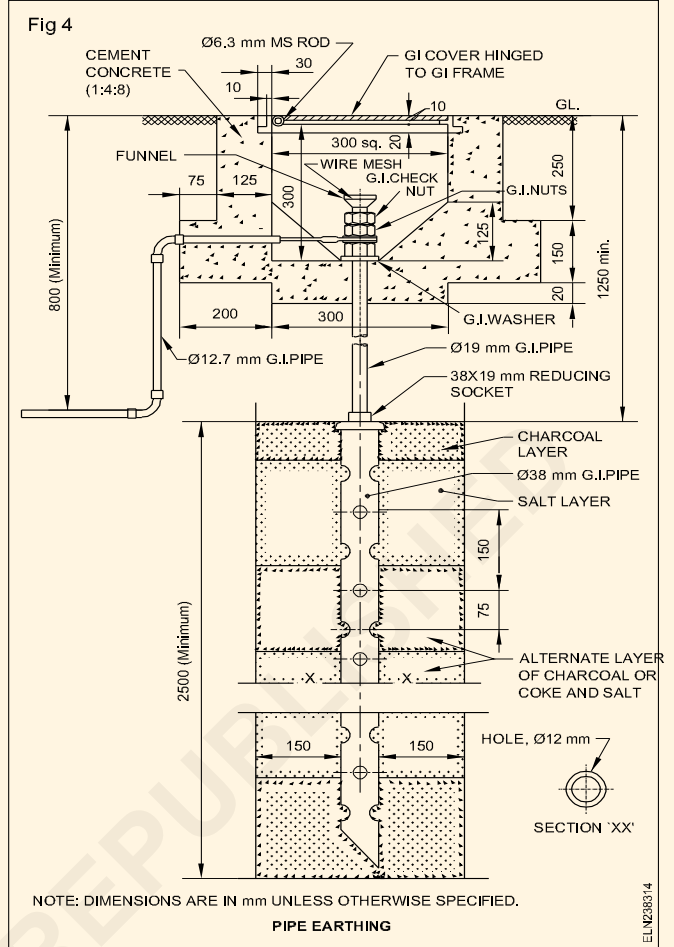 Fig 4
Ø6.3 mm MS ROD
CEMENT
CONCRETE
(1:4:8)
30
10
GI COVER HINGED
TO GI FRAME
10
GL.
300 sq.
20
FUNNEL
WIRE MESH
G.I.CHECK
NUT
G.I.NUTS
75
125
300
125
250
150
20
1250 min.
800 (Minimum)
200
300
G.I.WASHER
Ø12.7 mm G.I.PIPE
Ø19 mm G.I.PIPE
38X19 mm REDUCING
SOCKET
CHARCOAL
LAYER
Ø38 mm G.I.PIPE
SALT LAYER
150
75
2500 (Minimum)
ALTERNATE LAYER
OF CHARCOAL OR
COKE AND SALT
X X
150 150
HOLE, Ø12 mm
SECTION `XX'
NOTE: DIMENSIONS ARE IN mm UNLESS OTHERWISE SPECIFIED.
PIPE EARTHING
ELN238314
REPUBLISHED